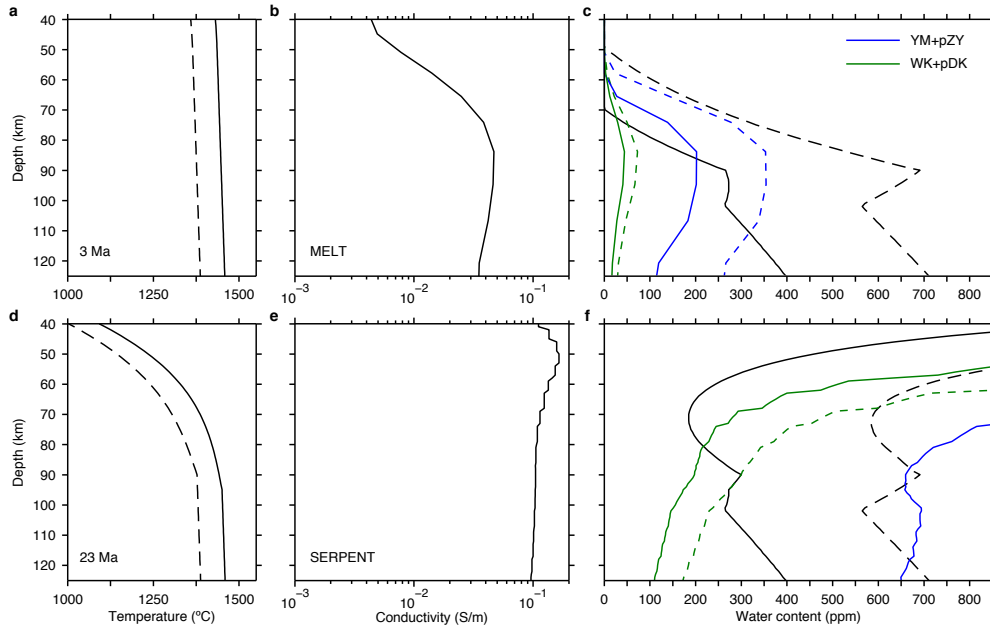 a
b
c
40
50
60
70
80
90
100
110
120
Depth (km)
3 Ma
1000
1250
1500
MELT
10⁻³
10⁻²
10⁻¹
YM+pZY
WK+pDK
0
100
200
300
400
500
600
700
800
d
e
f
40
50
60
70
80
90
100
110
120
Depth (km)
23 Ma
1000
1250
1500
Temperature (ºC)
SERPENT
10⁻³
10⁻²
10⁻¹
Conductivity (S/m)
0
100
200
300
400
500
600
700
800
Water content (ppm)